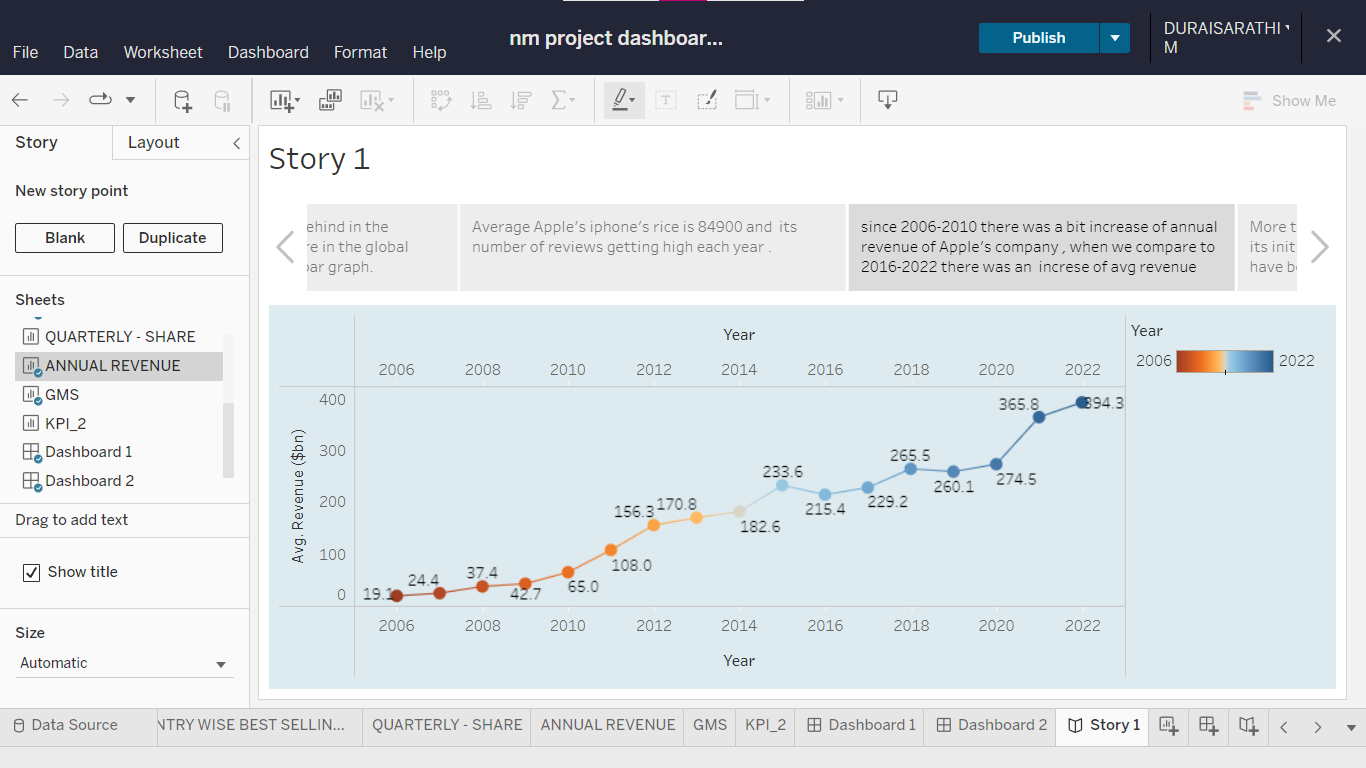 nm project dashboar...
File Data Worksheet Dashboard Format Help
Publish
DURAISARATHI
M
Show Me
Story Layout
New story point
Blank Duplicate
Sheets
QUARTERLY - SHARE
ANNUAL REVENUE
GMS
KPI_2
Dashboard 1
Dashboard 2
Drag to add text
Show title
Size
Automatic
Story 1
ehind in the
re in the global
bar graph.
Average Apple's iphone's rice is 84900 and its
number of reviews getting high each year .
since 2006-2010 there was a bit increase of annual
revenue of Apple's company , when we compare to
2016-2022 there was an increse of avg revenue
More t
its init
have b
Year
2006 2008 2010 2012 2014 2016 2018 2020 2022
Avg. Revenue ($bn)
400
300
200
100
0
19.1
24.4
37.4
42.7
65.0
108.0
156.3
170.8
182.6
233.6
215.4
229.2
265.5
260.1
274.5
365.8
394.3
2006 2008 2010 2012 2014 2016 2018 2020 2022
Year
Year
2006 2022
Data Source
NTRY WISE BEST SELLIN...
QUARTERLY - SHARE
ANNUAL REVENUE
GMS
KPI_2
Dashboard 1
Dashboard 2
Story 1